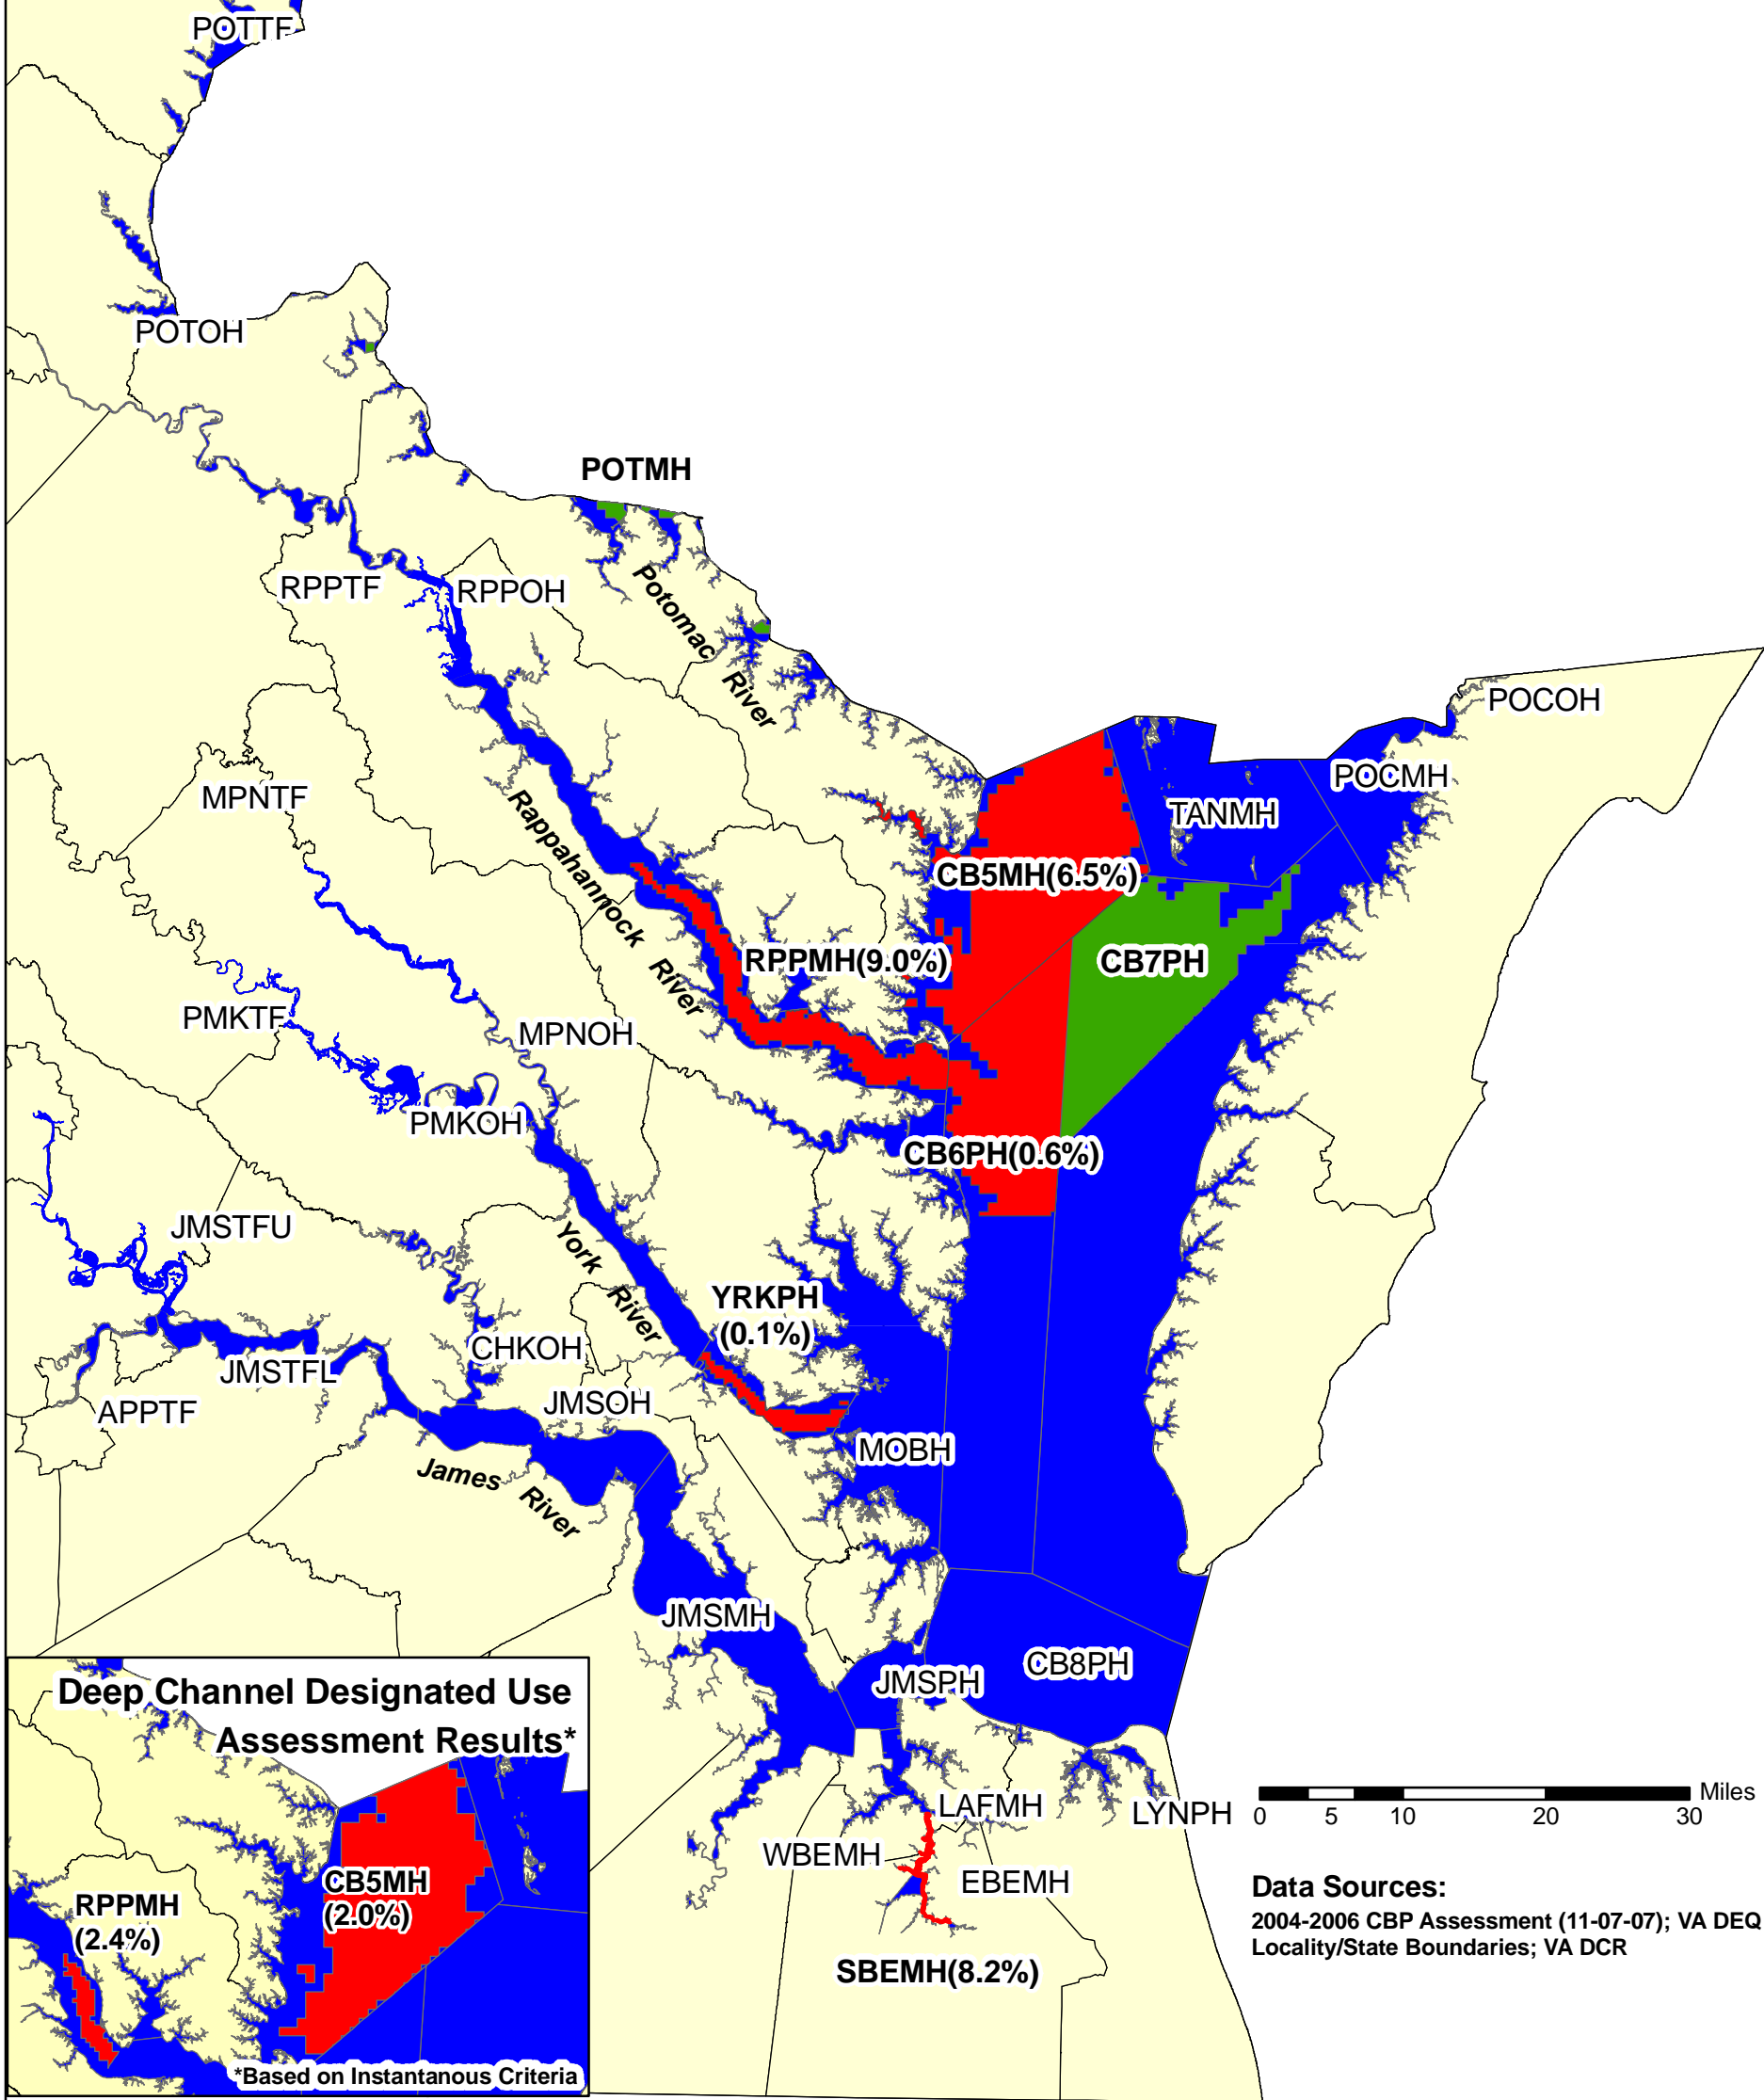 POTTF
POTOH
POTMH
RPPTF
RPPOH
Potomac River
POCOH
POCMH
MPNTF
TANMH
Rappahannock River
CB5MH(6.5%)
RPPMH(9.0%)
CB7PH
PMKTF
MPNOH
PMKOH
CB6PH(0.6%)
JMSTFU
York River
YRKPH
(0.1%)
CHKOH
JMSTFL
JMSOH
APPTF
MOBH
James River
JMSMH
CB8PH
JMSPH
Deep Channel Designated Use
Assessment Results*
CB5MH
(2.0%)
RPPMH
(2.4%)
*Based on Instantanous Criteria
LAFMH
LYNPH
WBEMH
EBEMH
SBEMH(8.2%)
Miles
0 5 10 20 30
Data Sources:
2004-2006 CBP Assessment (11-07-07); VA DEQ
Locality/State Boundaries; VA DCR